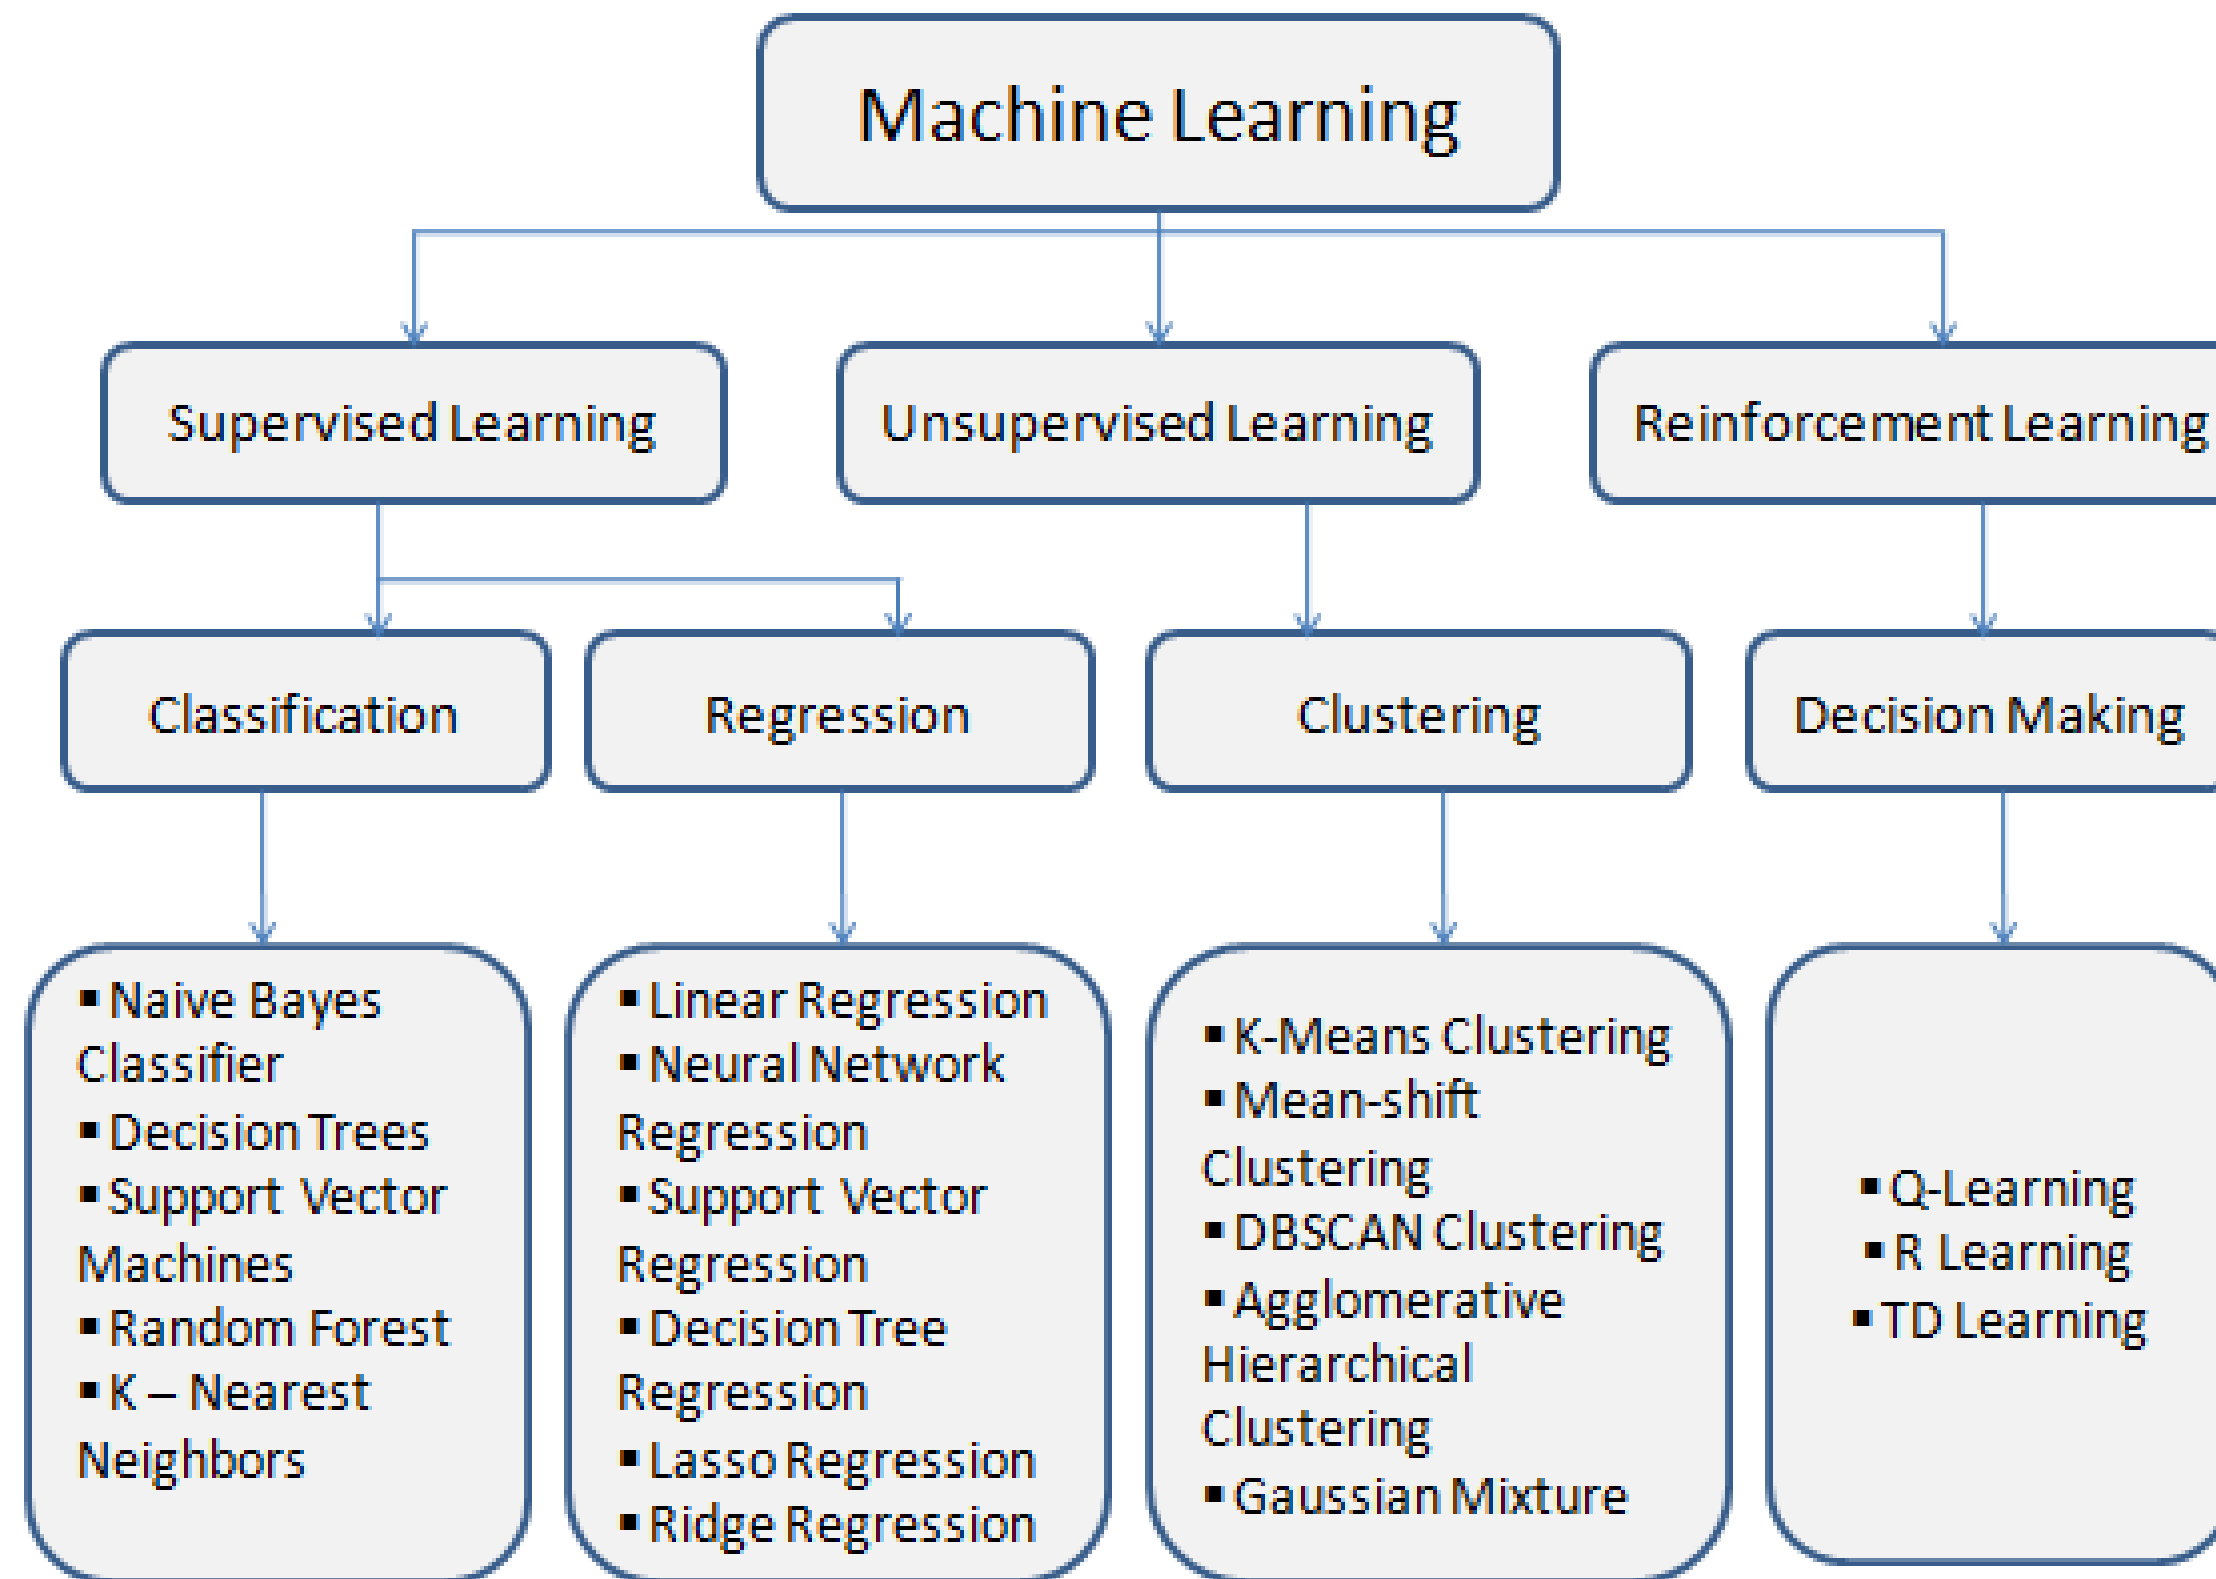 Machine Learning
Supervised Learning
Unsupervised Learning
Reinforcement Learning
Classification
Regression
Clustering
Decision Making
▪ Naive Bayes
Classifier
▪ Decision Trees
▪ Support Vector
Machines
▪ Random Forest
▪ K – Nearest
Neighbors
▪ Linear Regression
▪ Neural Network
Regression
▪ Support Vector
Regression
▪ Decision Tree
Regression
▪ Lasso Regression
▪ Ridge Regression
▪ K-Means Clustering
▪ Mean-shift
Clustering
▪ DBSCAN Clustering
▪ Agglomerative
Hierarchical
Clustering
▪ Gaussian Mixture
▪ Q-Learning
▪ R Learning
▪ TD Learning